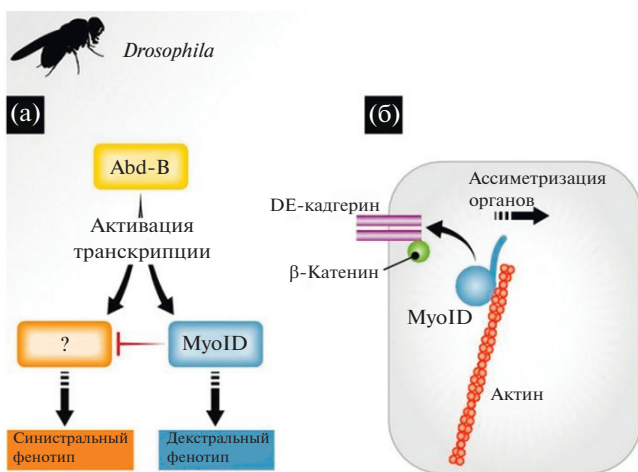 Drosophila
(а)
Abd-B
Активация
транскрипции
?
MyoID
Синистральный
фенотип
Декстральный
фенотип
(б)
Ассиметризация
органов
DE-кадгерин
β-Катенин
MyoID
Актин